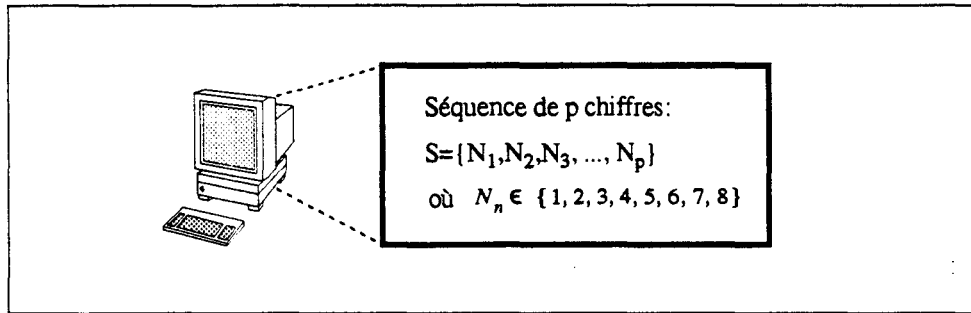 Séquence de p chiffres:
S={N₁,N₂,N₃, ..., Nₚ}
où Nₙ ∈ {1, 2, 3, 4, 5, 6, 7, 8}